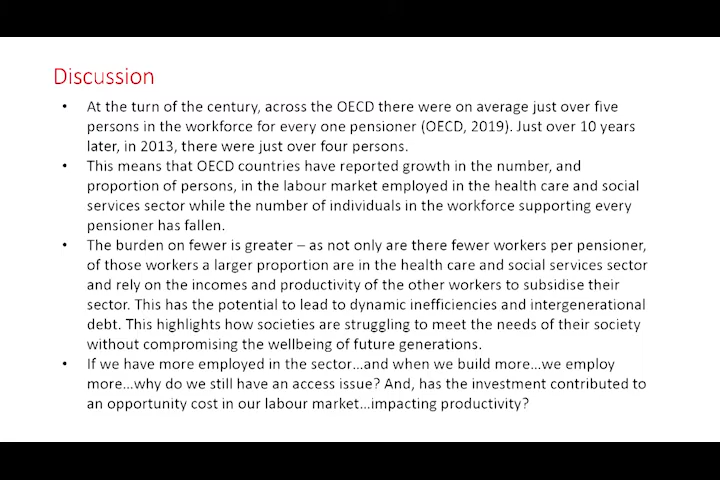 Discussion
• At the turn of the century, across the OECD there were on average just over five
persons in the workforce for every one pensioner (OECD, 2019). Just over 10 years
later, in 2013, there were just over four persons.
• This means that OECD countries have reported growth in the number, and
proportion of persons, in the labour market employed in the health care and social
services sector while the number of individuals in the workforce supporting every
pensioner has fallen.
• The burden on fewer is greater – as not only are there fewer workers per pensioner,
of those workers a larger proportion are in the health care and social services sector
and rely on the incomes and productivity of the other workers to subsidise their
sector. This has the potential to lead to dynamic inefficiencies and intergenerational
debt. This highlights how societies are struggling to meet the needs of their society
without compromising the wellbeing of future generations.
• If we have more employed in the sector…and when we build more…we employ
more…why do we still have an access issue? And, has the investment contributed to
an opportunity cost in our labour market…impacting productivity?